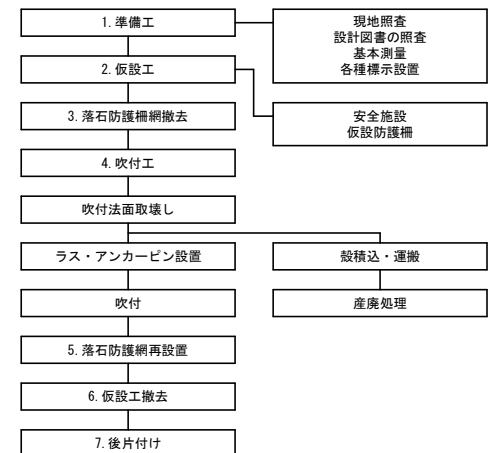 1. 準備工
現地照査
設計図書の照査
基本測量
各種標示設置
2. 仮設工
安全施設
仮設防護柵
3. 落石防護柵網撤去
4. 吹付工
吹付法面取壊し
ラス・アンカーピン設置
殻積込・運搬
吹付
産廃処理
5. 落石防護網再設置
6. 仮設工撤去
7. 後片付け